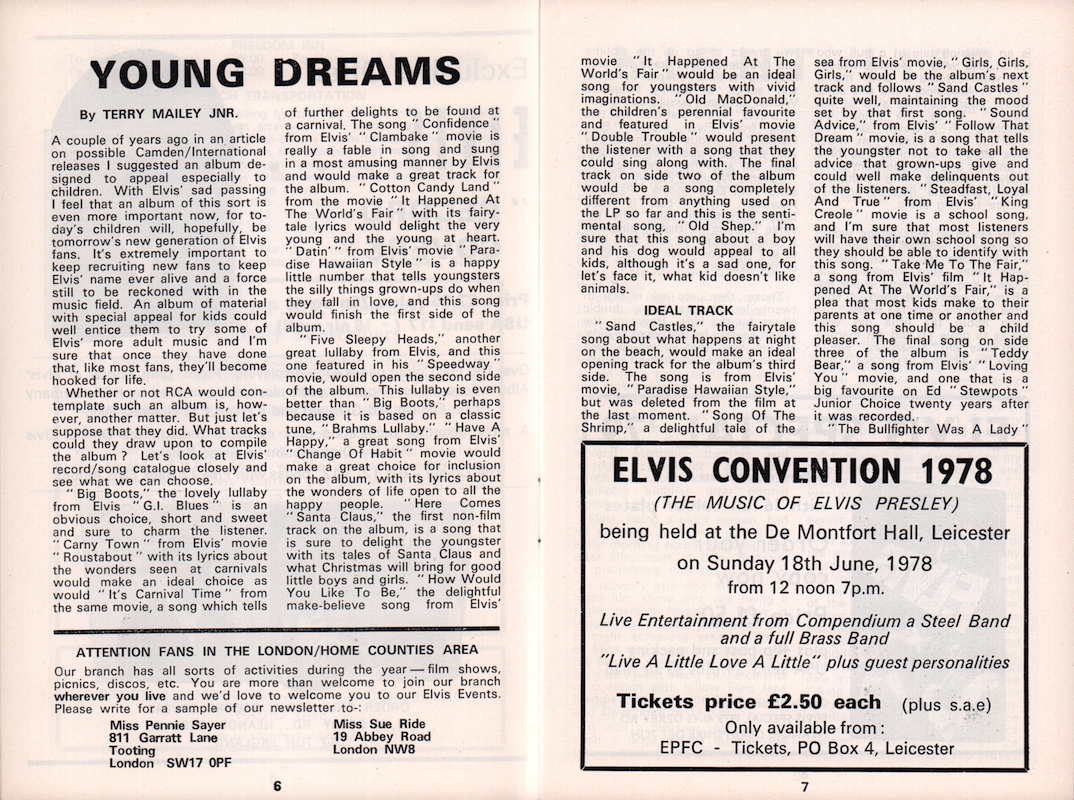 YOUNG DREAMS
By TERRY MAILEY JNR.
A couple of years ago in an article
on possible Camden/International
releases I suggested an album de-
signed to appeal especially to
children. With Elvis' sad passing
I feel that an album of this sort is
even more important now, for to-
day's children will, hopefully, be
tomorrow's new generation of Elvis
fans. It's extremely important to
keep recruiting new fans to keep
Elvis' name ever alive and a force
still to be reckoned with in the
music field. An album of material
with special appeal for kids could
well entice them to try some of
Elvis' more adult music and I'm
sure that once they have done
that, like most fans, they'll become
hooked for life.
Whether or not RCA would con-
template such an album is, how-
ever, another matter. But just let's
suppose that they did. What tracks
could they draw upon to compile
the album? Let's look at Elvis'
record/song catalogue closely and
see what we can choose.
"Big Boots," the lovely lullaby
from Elvis "G.I. Blues" is an
obvious choice, short and sweet
and sure to charm the listener.
"Carny Town" from Elvis' movie
"Roustabout" with its lyrics about
the wonders seen at carnivals
would make an ideal choice as
would "It's Carnival Time" from
the same movie, a song which tells
of further delights to be found at
a carnival. The song "Confidence"
from Elvis' "Clambake" movie is
really a fable in song and sung
in a most amusing manner by Elvis
and would make a great track for
the album. "Cotton Candy Land"
from the movie "It Happened At
The World's Fair" with its fairy-
tale lyrics would delight the very
young and the young at heart.
"Datin'" from Elvis' movie "Para-
dise Hawaiian Style" is a happy
little number that tells youngsters
the silly things grown-ups do when
they fall in love, and this song
would finish the first side of the
album.
"Five Sleepy Heads," another
great lullaby from Elvis, and this
one featured in his "Speedway"
movie, would open the second side
of the album. This lullaby is even
better than "Big Boots," perhaps
because it is based on a classic
tune, "Brahms Lullaby." "Have A
Happy," a great song from Elvis'
"Change Of Habit" movie would
make a great choice for inclusion
on the album, with its lyrics about
the wonders of life open to all the
happy people. "Here Comes
"Santa Claus," the first non-film
track on the album, is a song that
is sure to delight the youngster
with its tales of Santa Claus and
what Christmas will bring for good
little boys and girls. "How Would
You Like To Be," the delightful
make-believe song from Elvis'
ATTENTION FANS IN THE LONDON/HOME COUNTIES AREA
Our branch has all sorts of activities during the year — film shows,
picnics, discos, etc. You are more than welcome to join our branch
wherever you live and we'd love to welcome you to our Elvis Events.
Please write for a sample of our newsletter to-:
Miss Pennie Sayer
811 Garratt Lane
Tooting
London SW17 0PF
Miss Sue Ride
19 Abbey Road
London NW8
6
movie "It Happened At The
World's Fair" would be an ideal
song for youngsters with vivid
imaginations. "Old MacDonald,"
the children's perennial favourite
and featured in Elvis' movie
"Double Trouble" would present
the listener with a song that they
could sing along with. The final
track on side two of the album
would be a song completely
different from anything used on
the LP so far and this is the senti-
mental song, "Old Shep." I'm
sure that this song about a boy
and his dog would appeal to all
kids, although it's a sad one, for
let's face it, what kid doesn't like
animals.
IDEAL TRACK
"Sand Castles," the fairytale
song about what happens at night
on the beach, would make an ideal
opening track for the album's third
side. The song is from Elvis'
movie, "Paradise Hawaiian Style,"
but was deleted from the film at
the last moment. "Song Of The
Shrimp," a delightful tale of the
sea from Elvis' movie, "Girls, Girls,
Girls," would be the album's next
track and follows "Sand Castles"
quite well, maintaining the mood
set by that first song. "Sound
Advice," from Elvis' "Follow That
Dream" movie, is a song that tells
the youngster not to take all the
advice that grown-ups give and
could well make delinquents out
of the listeners. "Steadfast, Loyal
And True" from Elvis' "King
Creole" movie is a school song,
and I'm sure that most listeners
will have their own school song so
they should be able to identify with
this song. "Take Me To The Fair,"
a song from Elvis' film "It Hap-
pened At The World's Fair," is a
plea that most kids make to their
parents at one time or another and
this song should be a child
pleaser. The final song on side
three of the album is "Teddy
Bear," a song from Elvis' "Loving
You" movie, and one that is a
big favourite on Ed "Stewpots"
Junior Choice twenty years after
it was recorded.
"The Bullfighter Was A Lady"
ELVIS CONVENTION 1978
(THE MUSIC OF ELVIS PRESLEY)
being held at the De Montfort Hall, Leicester
on Sunday 18th June, 1978
from 12 noon 7p.m.
Live Entertainment from Compendium a Steel Band
and a full Brass Band
"Live A Little Love A Little" plus guest personalities
Tickets price £2.50 each (plus s.a.e)
Only available from :
EPFC - Tickets, PO Box 4, Leicester
7